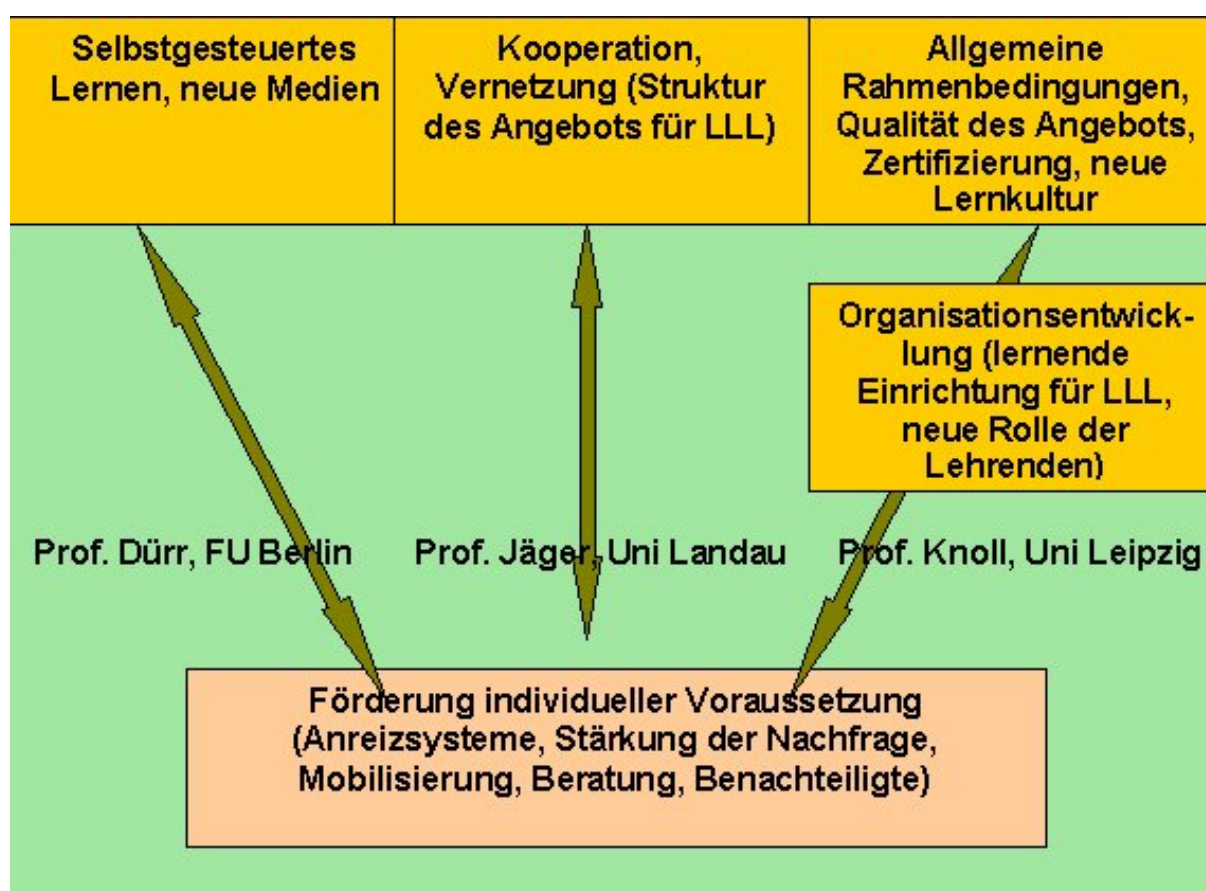 Selbstgesteuertes
Lernen, neue Medien
Kooperation,
Vernetzung (Struktur
des Angebots für LLL)
Allgemeine
Rahmenbedingungen,
Qualität des Angebots,
Zertifizierung, neue
Lernkultur
Organisationsentwick-
lung (lernende
Einrichtung für LLL,
neue Rolle der
Lehrenden)
Prof. Dürr, FU Berlin
Prof. Jäger, Uni Landau
Prof. Knoll, Uni Leipzig
Förderung individueller Voraussetzung
(Anreizsysteme, Stärkung der Nachfrage,
Mobilisierung, Beratung, Benachteiligte)